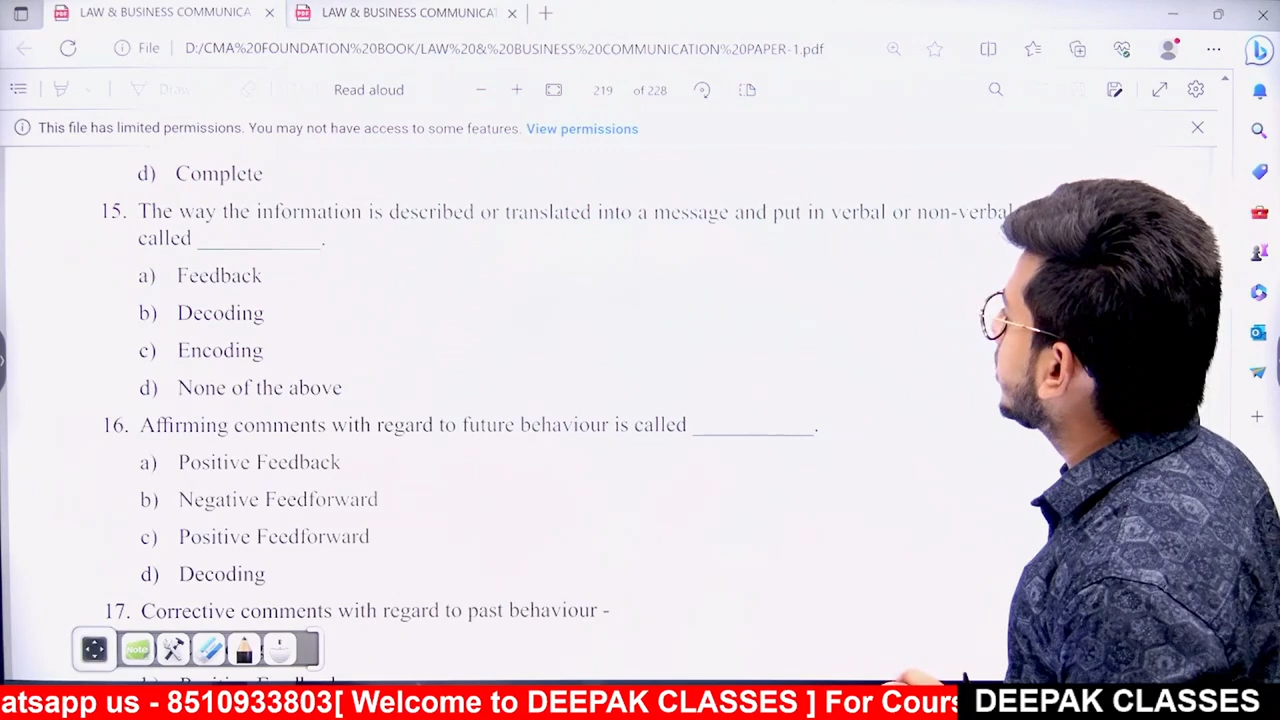 LAW & BUSINESS COMMUNICA
LAW & BUSINESS COMMUNICAT
File
D:/CMA%20FOUNDATION%20BOOK/LAW%20&%20BUSINESS%20COMMUNICATION%20PAPER-1.pdf
Draw
Read aloud
219 of 228
This file has limited permissions. You may not have access to some features. View permissions
d) Complete
15. The way the information is described or translated into a message and put in verbal or non-verbal
called ____________.
a) Feedback
b) Decoding
c) Encoding
d) None of the above
16. Affirming comments with regard to future behaviour is called ____________.
a) Positive Feedback
b) Negative Feedforward
c) Positive Feedforward
d) Decoding
17. Corrective comments with regard to past behaviour -
Note
atsapp us - 8510933803[ Welcome to DEEPAK CLASSES ] For Cours
DEEPAK CLASSES